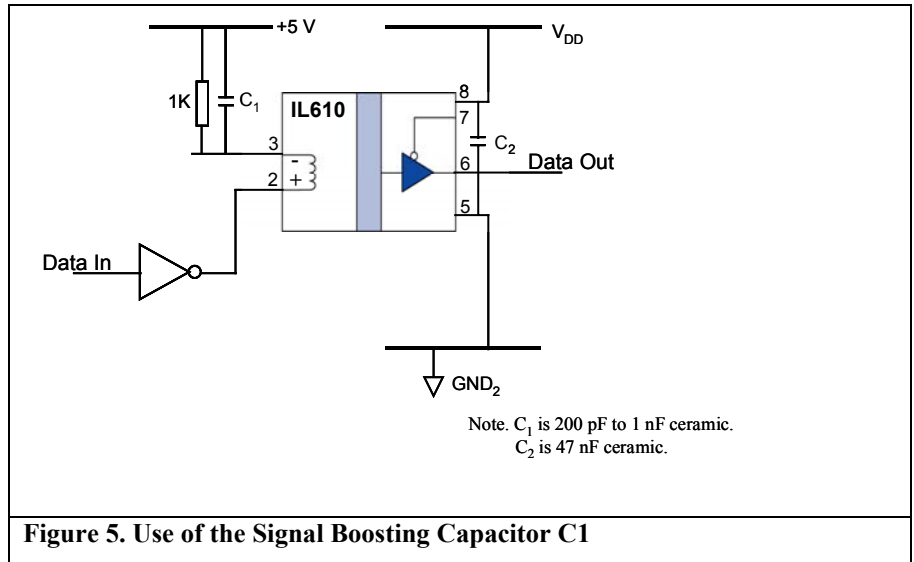 +5 V
V_DD
1K
C_1
IL610
8
7
3
-
C_2
6
Data Out
2
+
5
Data In
GND_2
Note. C_1 is 200 pF to 1 nF ceramic.
C_2 is 47 nF ceramic.
Figure 5. Use of the Signal Boosting Capacitor C1